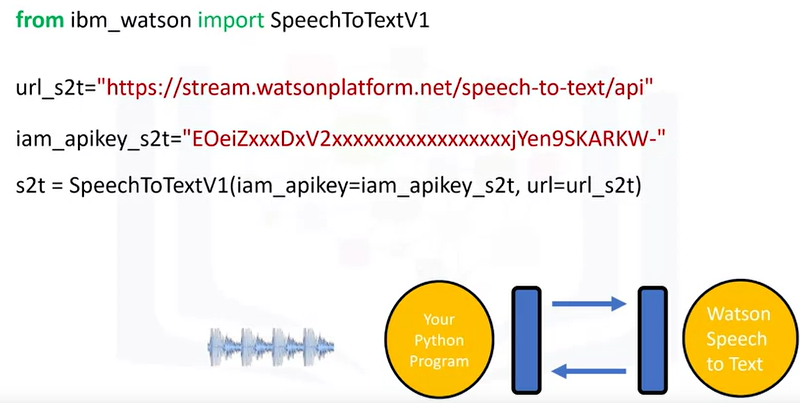 from ibm_watson import SpeechToTextV1
url_s2t="https://stream.watsonplatform.net/speech-to-text/api"
iam_apikey_s2t="EOeiZxxxDxV2xxxxxxxxxxxxxxxxxjYen9SKARKW-"
s2t = SpeechToTextV1(iam_apikey=iam_apikey_s2t, url=url_s2t)
Your
Python
Program
Watson
Speech
to Text